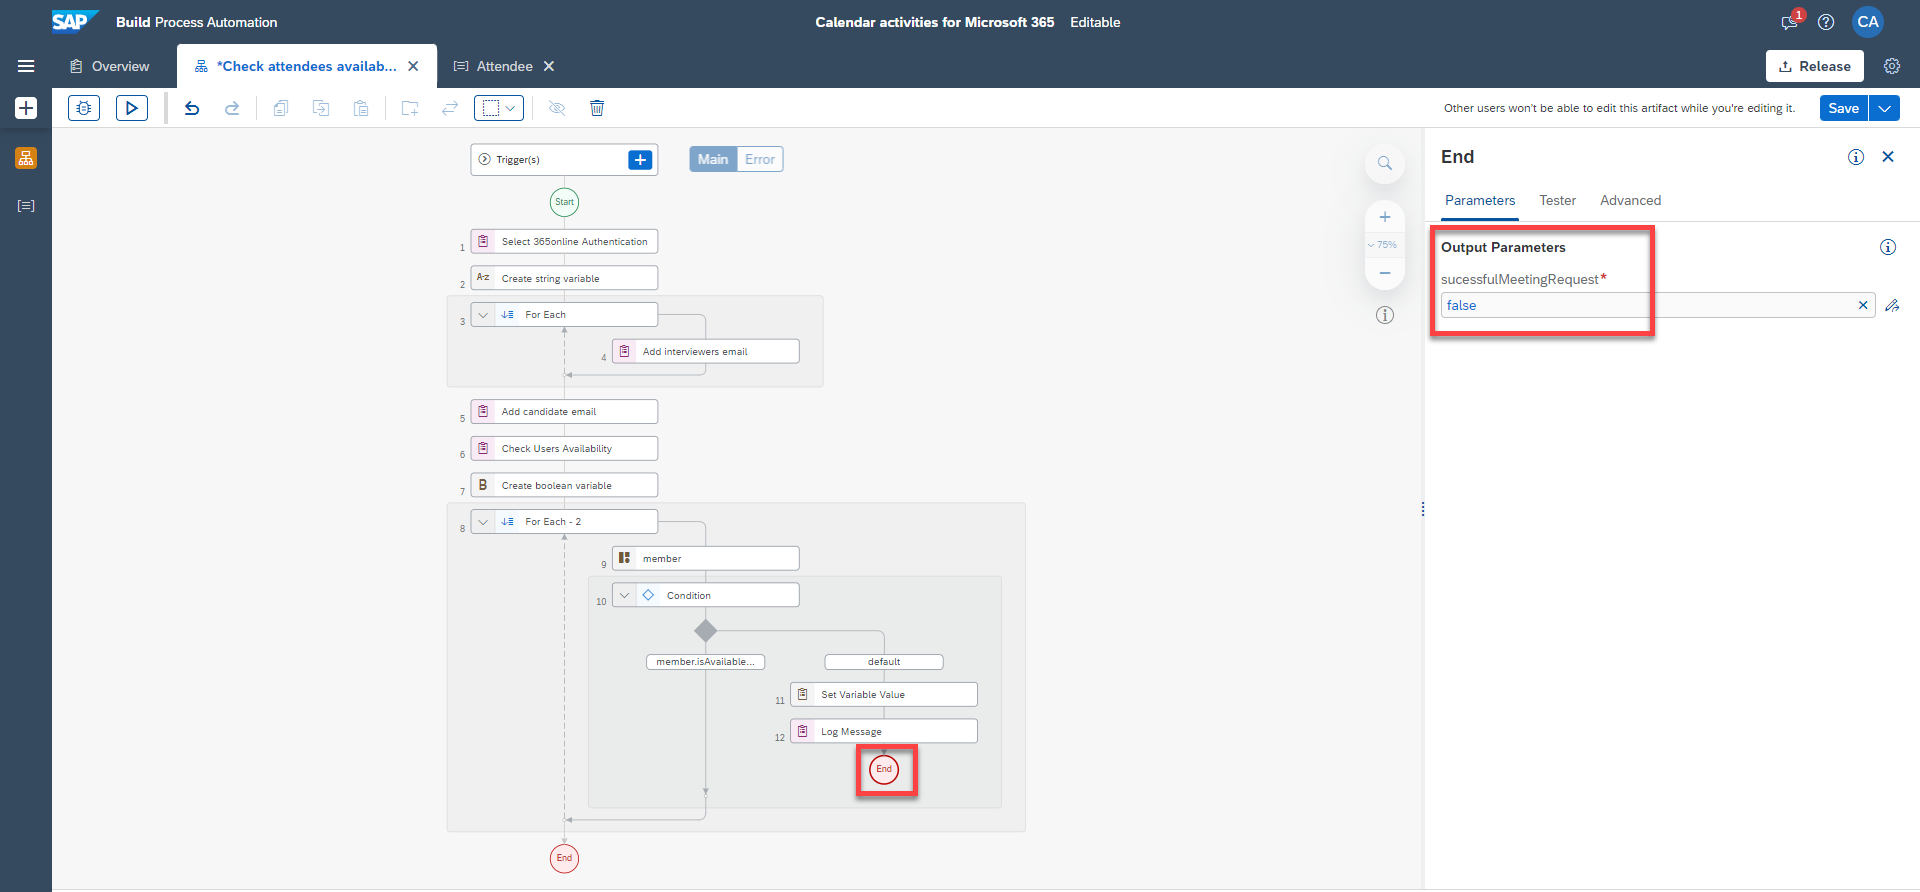 SAP Build Process Automation
Calendar activities for Microsoft 365 Editable
1
CA
Overview
*Check attendees availab...
Attendee
Release
Other users won't be able to edit this artifact while you're editing it.
Save
Trigger(s)
Main Error
Start
1 Select 365online Authentication
2 A-z Create string variable
3 For Each
4 Add interviewers email
5 Add candidate email
6 Check Users Availability
7 B Create boolean variable
8 For Each - 2
9 member
10 Condition
member.isAvailable...
default
11 Set Variable Value
12 Log Message
End
End
75%
End
Parameters Tester Advanced
Output Parameters
sucessfulMeetingRequest*
false